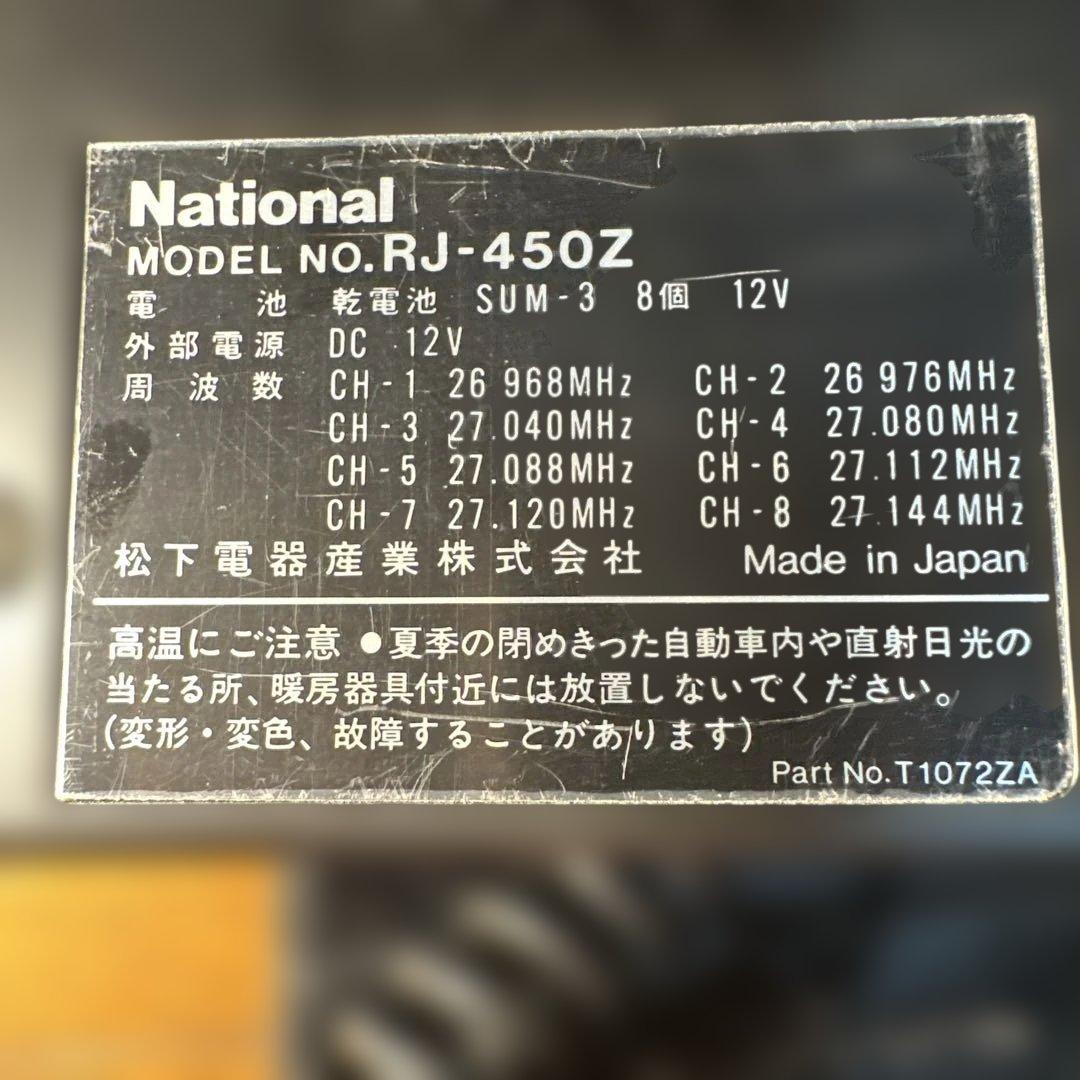 National
MODEL NO. RJ-450Z
電池 乾電池 SUM-3 8個 12V
外部電源 DC 12V
周波数 CH-1 26 968MHz CH-2 26 976MHz
CH-3 27.040MHz CH-4 27.080MHz
CH-5 27.088MHz CH-6 27.112MHz
CH-7 27.120MHz CH-8 27.144MHz
松下電器産業株式会社 Made in Japan
高温にご注意 ●夏季の閉めきった自動車内や直射日光の
当たる所、暖房器具付近には放置しないでください。
(変形・変色、故障することがあります)
Part No. T1072ZA